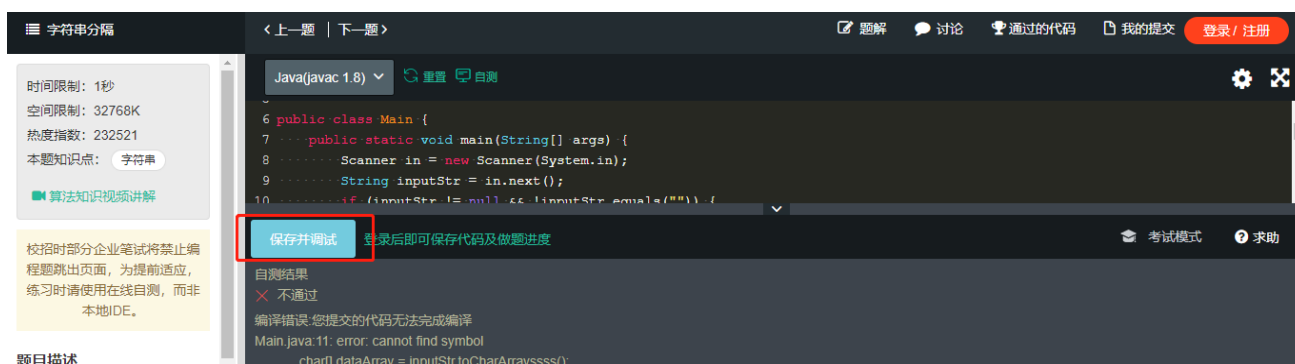 字符串分隔
上一题 | 下一题
题解
讨论
通过的代码
我的提交
登录 / 注册
时间限制：1秒
空间限制：32768K
热度指数：232521
本题知识点： 字符串
算法知识视频讲解
校招时部分企业笔试将禁止编
程题跳出页面，为提前适应，
练习时请使用在线自测，而非
本地IDE。
题目描述
Java(javac 1.8)
重置
自测
6 public class Main {
7 ····public static void main(String[] args) {
8 ········Scanner in = new Scanner(System.in);
9 ········String inputStr = in.next();
10 ········if (inputStr != null && !inputStr.equals("")) {
保存并调试
登录后即可保存代码及做题进度
考试模式
求助
自测结果
不通过
编译错误:您提交的代码无法完成编译
Main.java:11: error: cannot find symbol
char[] dataArray = inputStr.toCharArrayssss();